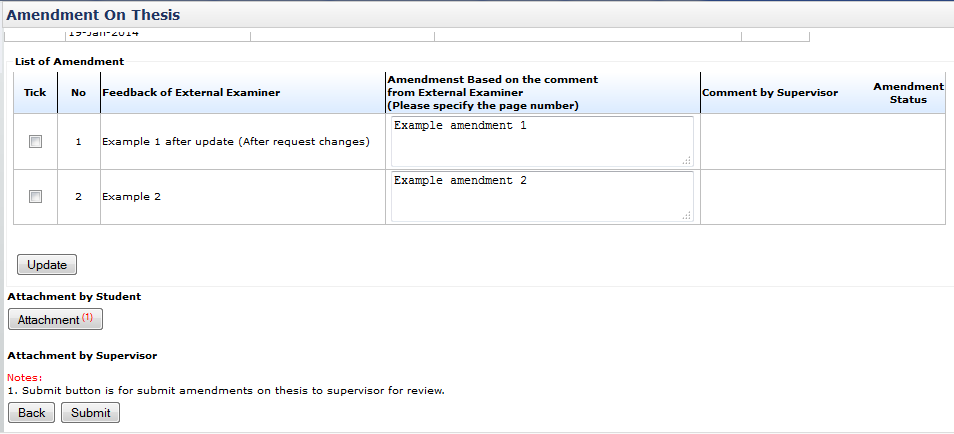 Amendment On Thesis
19-Jan-2014
List of Amendment
Tick No Feedback of External Examiner Amendmenst Based on the comment from External Examiner (Please specify the page number) Comment by Supervisor Amendment Status
1 Example 1 after update (After request changes) Example amendment 1
2 Example 2 Example amendment 2
Update
Attachment by Student
Attachment (1)
Attachment by Supervisor
Notes:
1. Submit button is for submit amendments on thesis to supervisor for review.
Back Submit